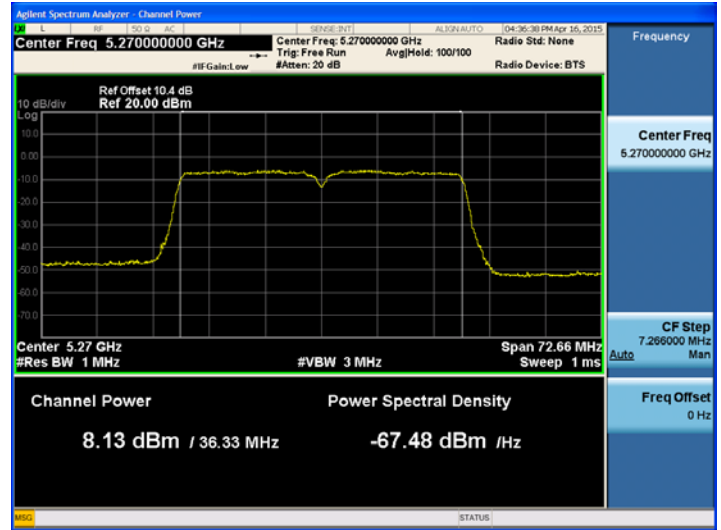 Agilent Spectrum Analyzer - Channel Power
L RF 50 Ω AC SENSE:INT ALIGN AUTO 04:36:38 PM Apr 16, 2015
Center Freq 5.270000000 GHz
Center Freq: 5.270000000 GHz
Radio Std: None
Trig: Free Run Avg|Hold: 100/100
#IFGain:Low
#Atten: 20 dB
Radio Device: BTS
Frequency
Ref Offset 10.4 dB
10 dB/div Ref 20.00 dBm
Log
10.0
0.00
-10.0
-20.0
-30.0
-40.0
-50.0
-60.0
-70.0
Center 5.27 GHz Span 72.66 MHz
#Res BW 1 MHz #VBW 3 MHz Sweep 1 ms
Channel Power Power Spectral Density
8.13 dBm / 36.33 MHz -67.48 dBm /Hz
Center Freq
5.270000000 GHz
CF Step
7.266000 MHz
Auto Man
Freq Offset
0 Hz
MSG STATUS